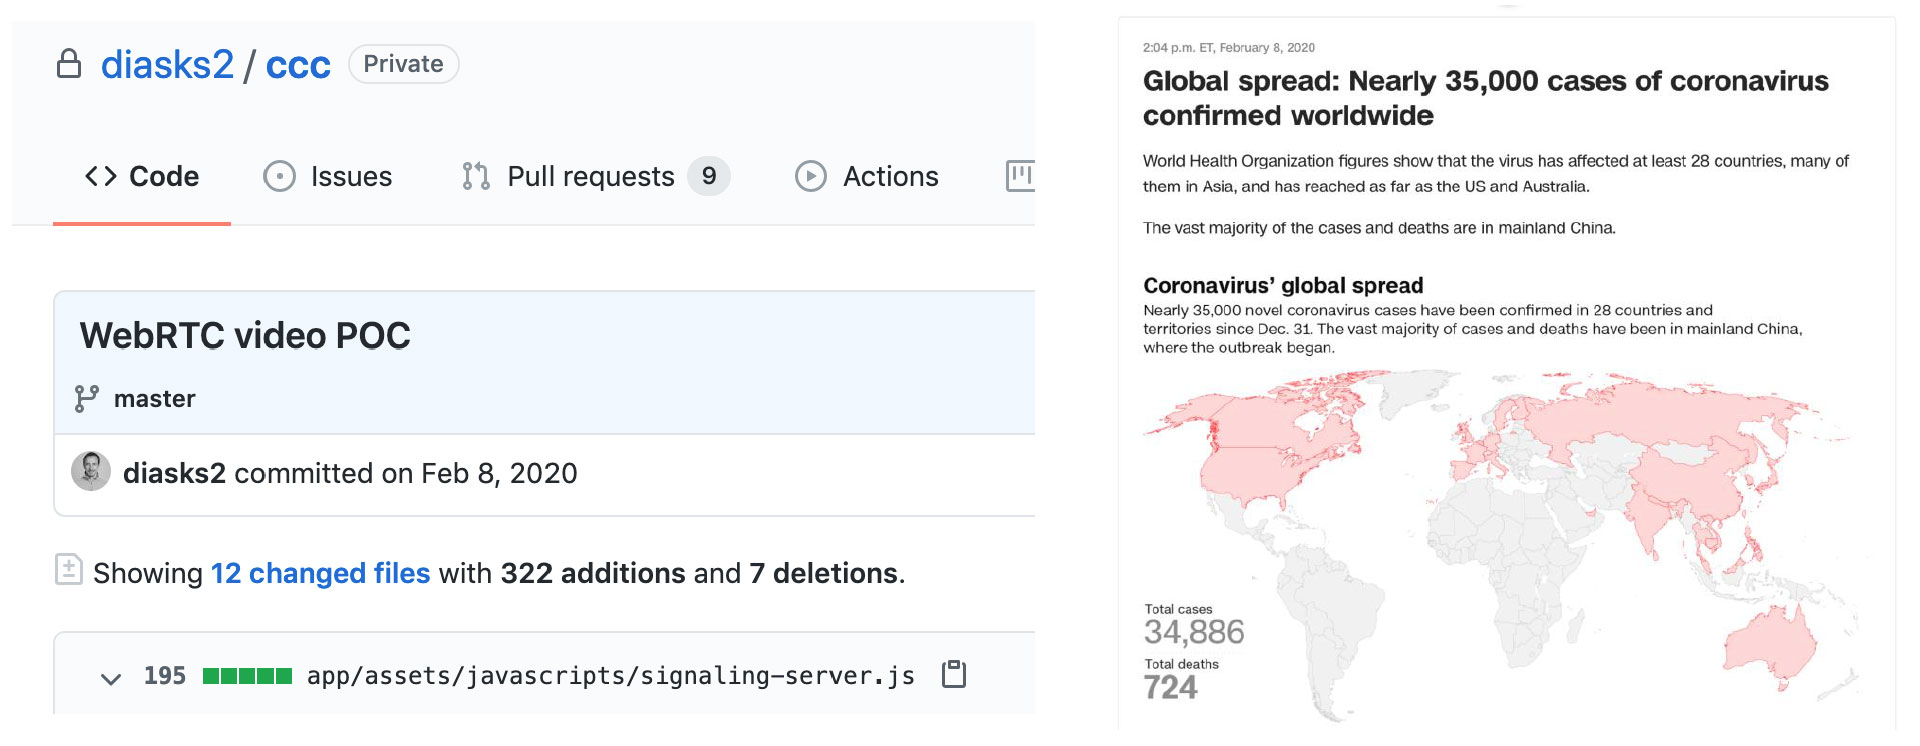 diasks2 / ccc Private
Code Issues Pull requests 9 Actions
WebRTC video POC
master
diasks2 committed on Feb 8, 2020
Showing 12 changed files with 322 additions and 7 deletions.
195 app/assets/javascripts/signaling-server.js
2:04 p.m. ET, February 8, 2020
Global spread: Nearly 35,000 cases of coronavirus
confirmed worldwide
World Health Organization figures show that the virus has affected at least 28 countries, many of
them in Asia, and has reached as far as the US and Australia.
The vast majority of the cases and deaths are in mainland China.
Coronavirus’ global spread
Nearly 35,000 novel coronavirus cases have been confirmed in 28 countries and
territories since Dec. 31. The vast majority of cases and deaths have been in mainland China,
where the outbreak began.
Total cases
34,886
Total deaths
724